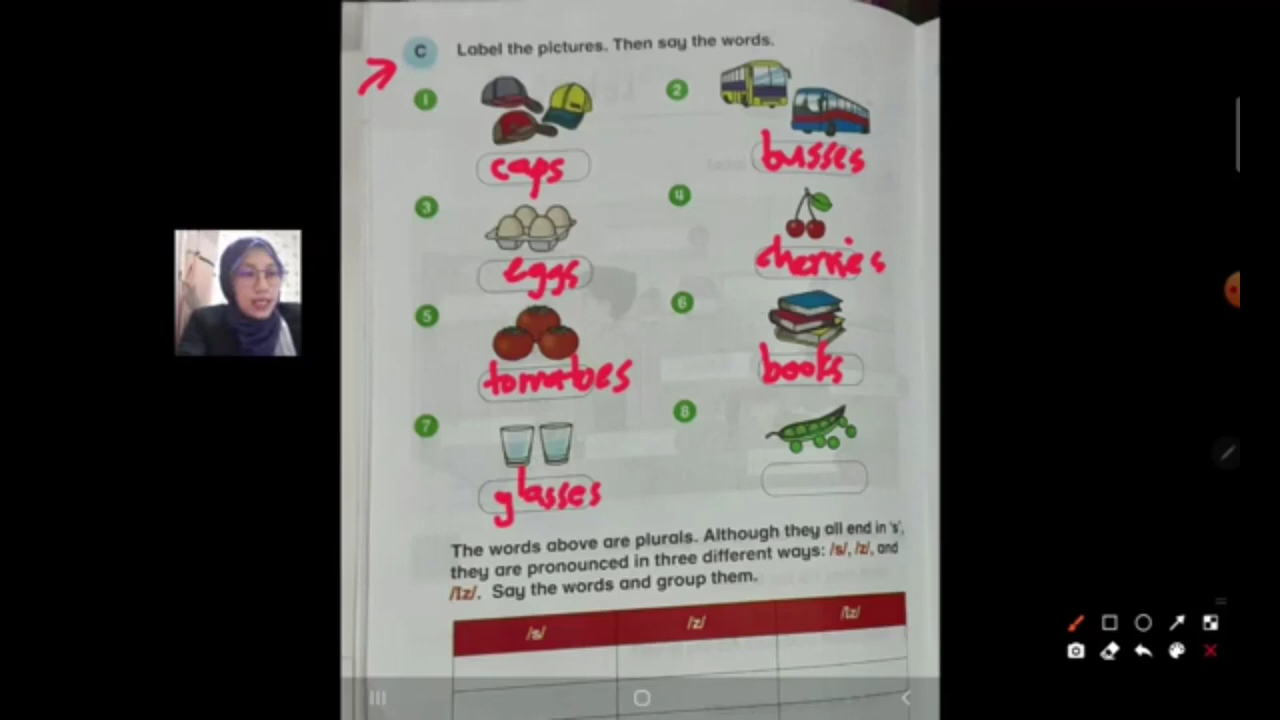 C Label the pictures. Then say the words.
1 2
caps busses
3 4
eggs cherries
5 6
tomatoes books
7 8
glasses
The words above are plurals. Although they all end in 's',
they are pronounced in three different ways: /s/, /z/, and
/Iz/. Say the words and group them.
/s/ /z/ /Iz/